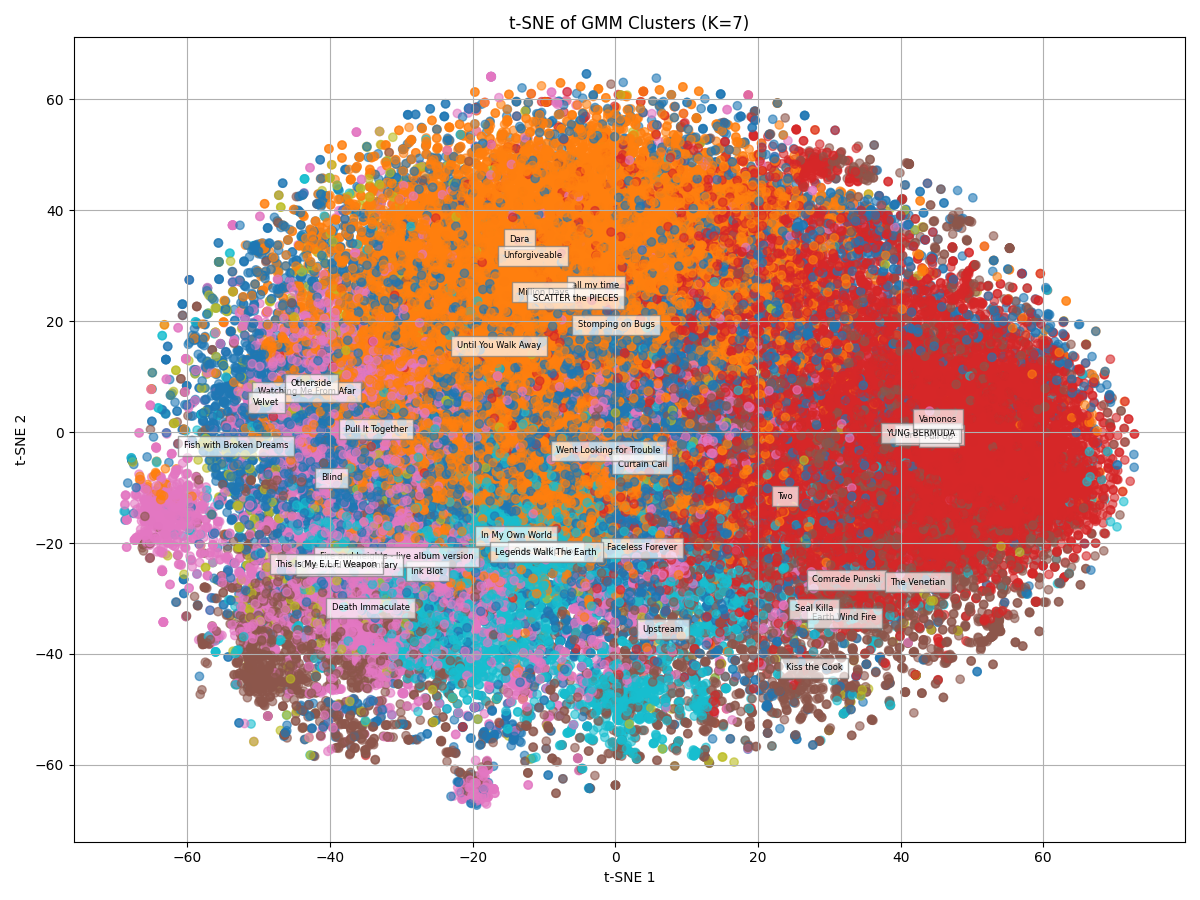 t-SNE of GMM Clusters (K=7)
t-SNE 2
60
40
20
0
−20
−40
−60
Dara
Unforgiveable
all my time
SCATTER the PIECES
Stomping on Bugs
Until You Walk Away
Otherside
Watching Me From Afar
Velvet
Vamonos
YUNG BERMUDA
Pull It Together
Fish with Broken Dreams
Went Looking for Trouble
Curtain Call
Blind
Two
In My Own World
Legends Walk The Earth
Faceless Forever
live album version
This Is My E.L.F. Weapon
Ink Blot
Comrade Punski
The Venetian
Death Immaculate
Seal Killa
Earth Wind Fire
Upstream
Kiss the Cook
−60
−40
−20
0
20
40
60
t-SNE 1